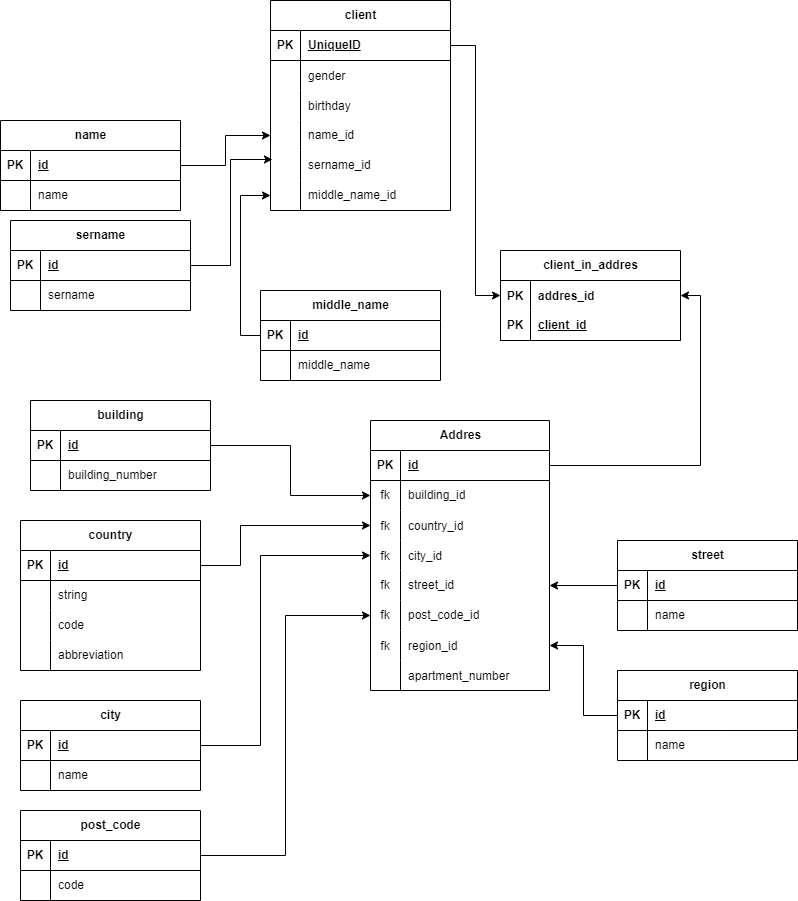 client
PK UniqueID
gender
birthday
name_id
sername_id
middle_name_id
name
PK id
name
sername
PK id
sername
middle_name
PK id
middle_name
client_in_addres
PK addres_id
PK client_id
building
PK id
building_number
Addres
PK id
fk building_id
fk country_id
fk city_id
fk street_id
fk post_code_id
fk region_id
apartment_number
country
PK id
string
code
abbreviation
street
PK id
name
region
PK id
name
city
PK id
name
post_code
PK id
code